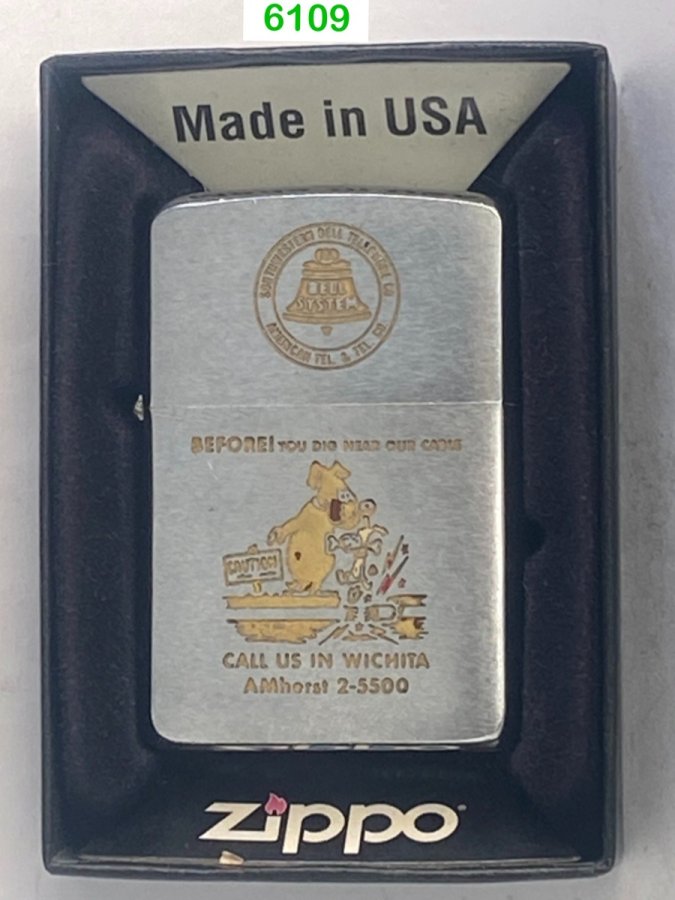 6109
Made in USA
SOUTHWESTERN BELL TELEPHONE CO
BELL
SYSTEM
AMERICAN TEL. & TEL. CO
BEFORE! YOU DIG NEAR OUR CABLE
CAUTION
CALL US IN WICHITA
AMherst 2-5500
zippo